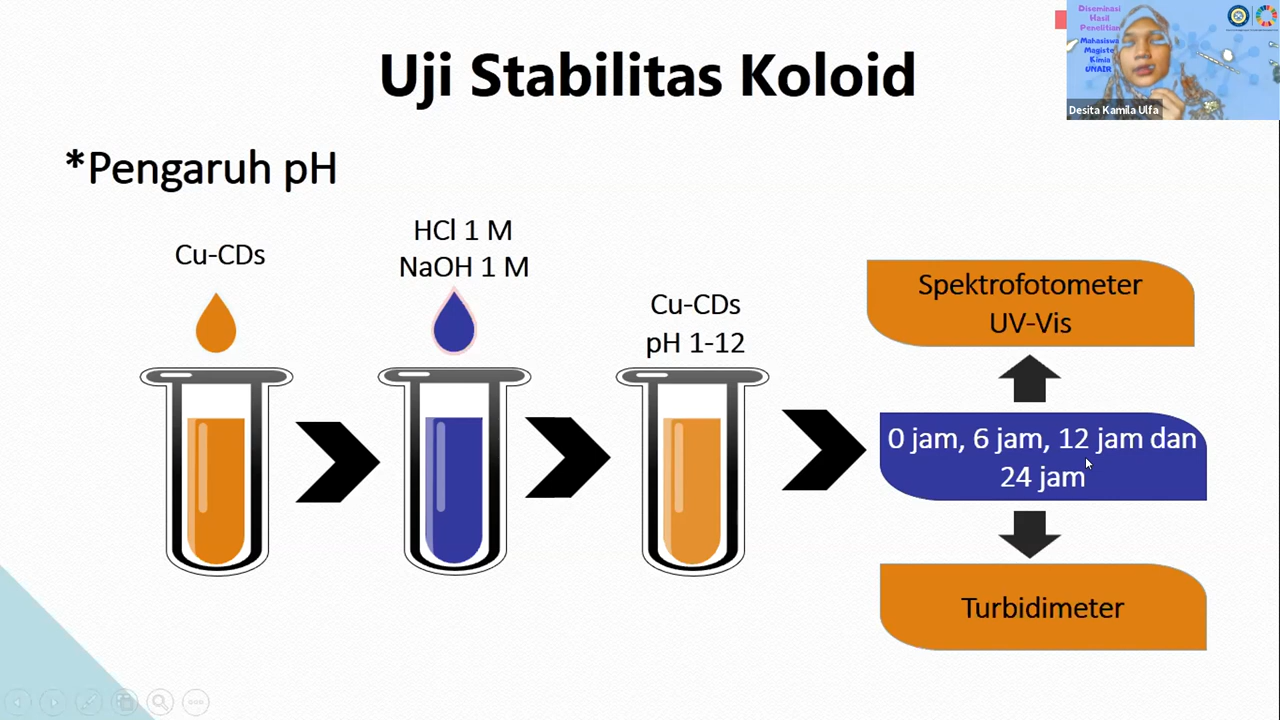 Uji Stabilitas Koloid
*Pengaruh pH
Cu-CDs
HCl 1 M
NaOH 1 M
Cu-CDs
pH 1-12
Spektrofotometer
UV-Vis
0 jam, 6 jam, 12 jam dan
24 jam
Turbidimeter
Diseminasi
Hasil
Penelitian
Mahasiswa
Magister
Kimia
UNAIR
Desita Kamila Ulfa